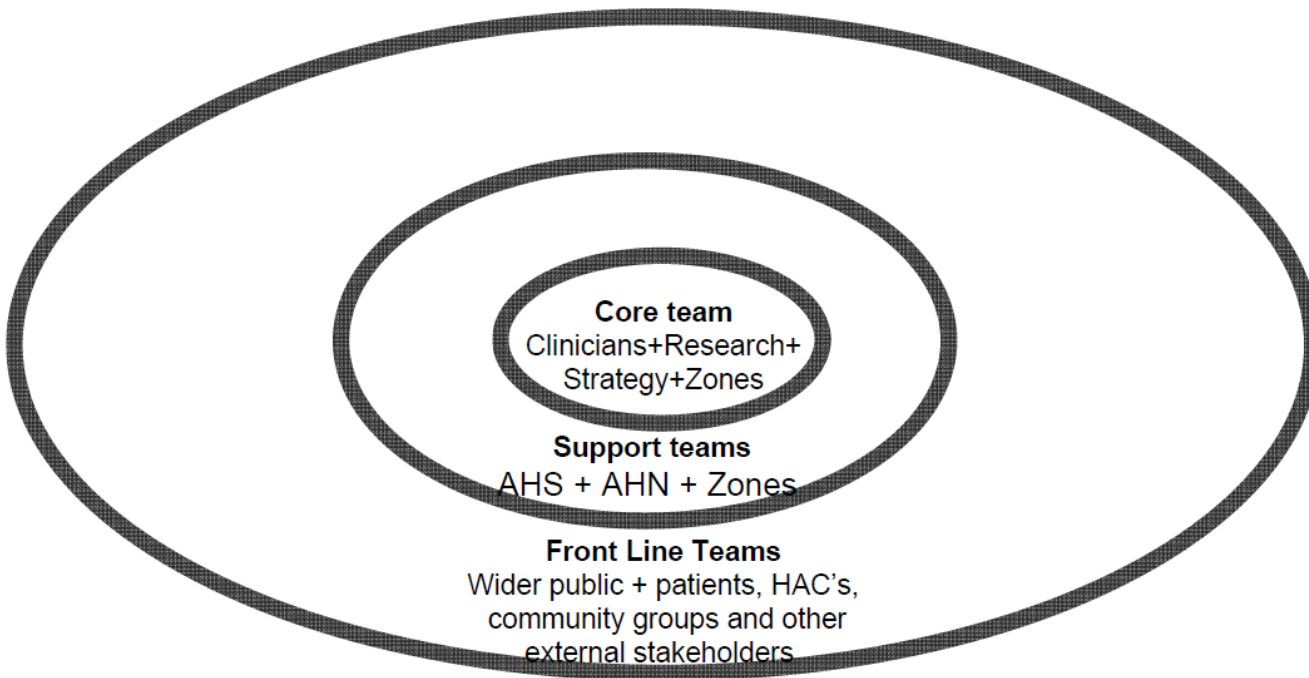 Core team
Clinicians+Research+
Strategy+Zones
Support teams
AHS + AHN + Zones
Front Line Teams
Wider public + patients, HAC's,
community groups and other
external stakeholders